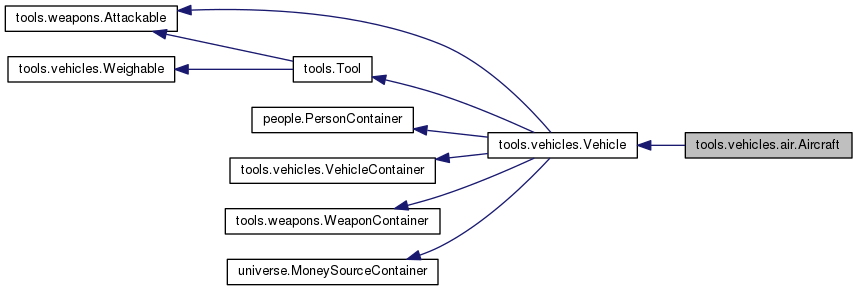 tools.weapons.Attackable
tools.vehicles.Weighable
tools.Tool
people.PersonContainer
tools.vehicles.Vehicle
tools.vehicles.air.Aircraft
tools.vehicles.VehicleContainer
tools.weapons.WeaponContainer
universe.MoneySourceContainer